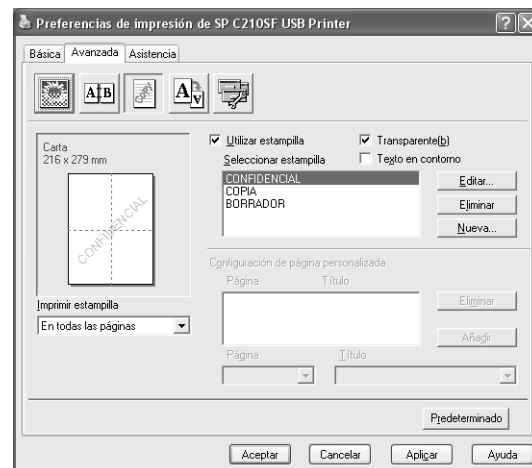 Preferencias de impresión de SP C210SF USB Printer
Básica Avanzada Asistencia
A B A A
Carta
216 x 279 mm
CONFIDENCIAL
Imprimir estampilla
En todas las páginas
Utilizar estampilla Transparente(b)
Seleccionar estampilla Texto en contorno
CONFIDENCIAL
COPIA
BORRADOR
Editar...
Eliminar
Nueva...
Configuración de página personalizada
Página Título
Eliminar
Añadir
Página Título
Predeterminado
Aceptar Cancelar Aplicar Ayuda